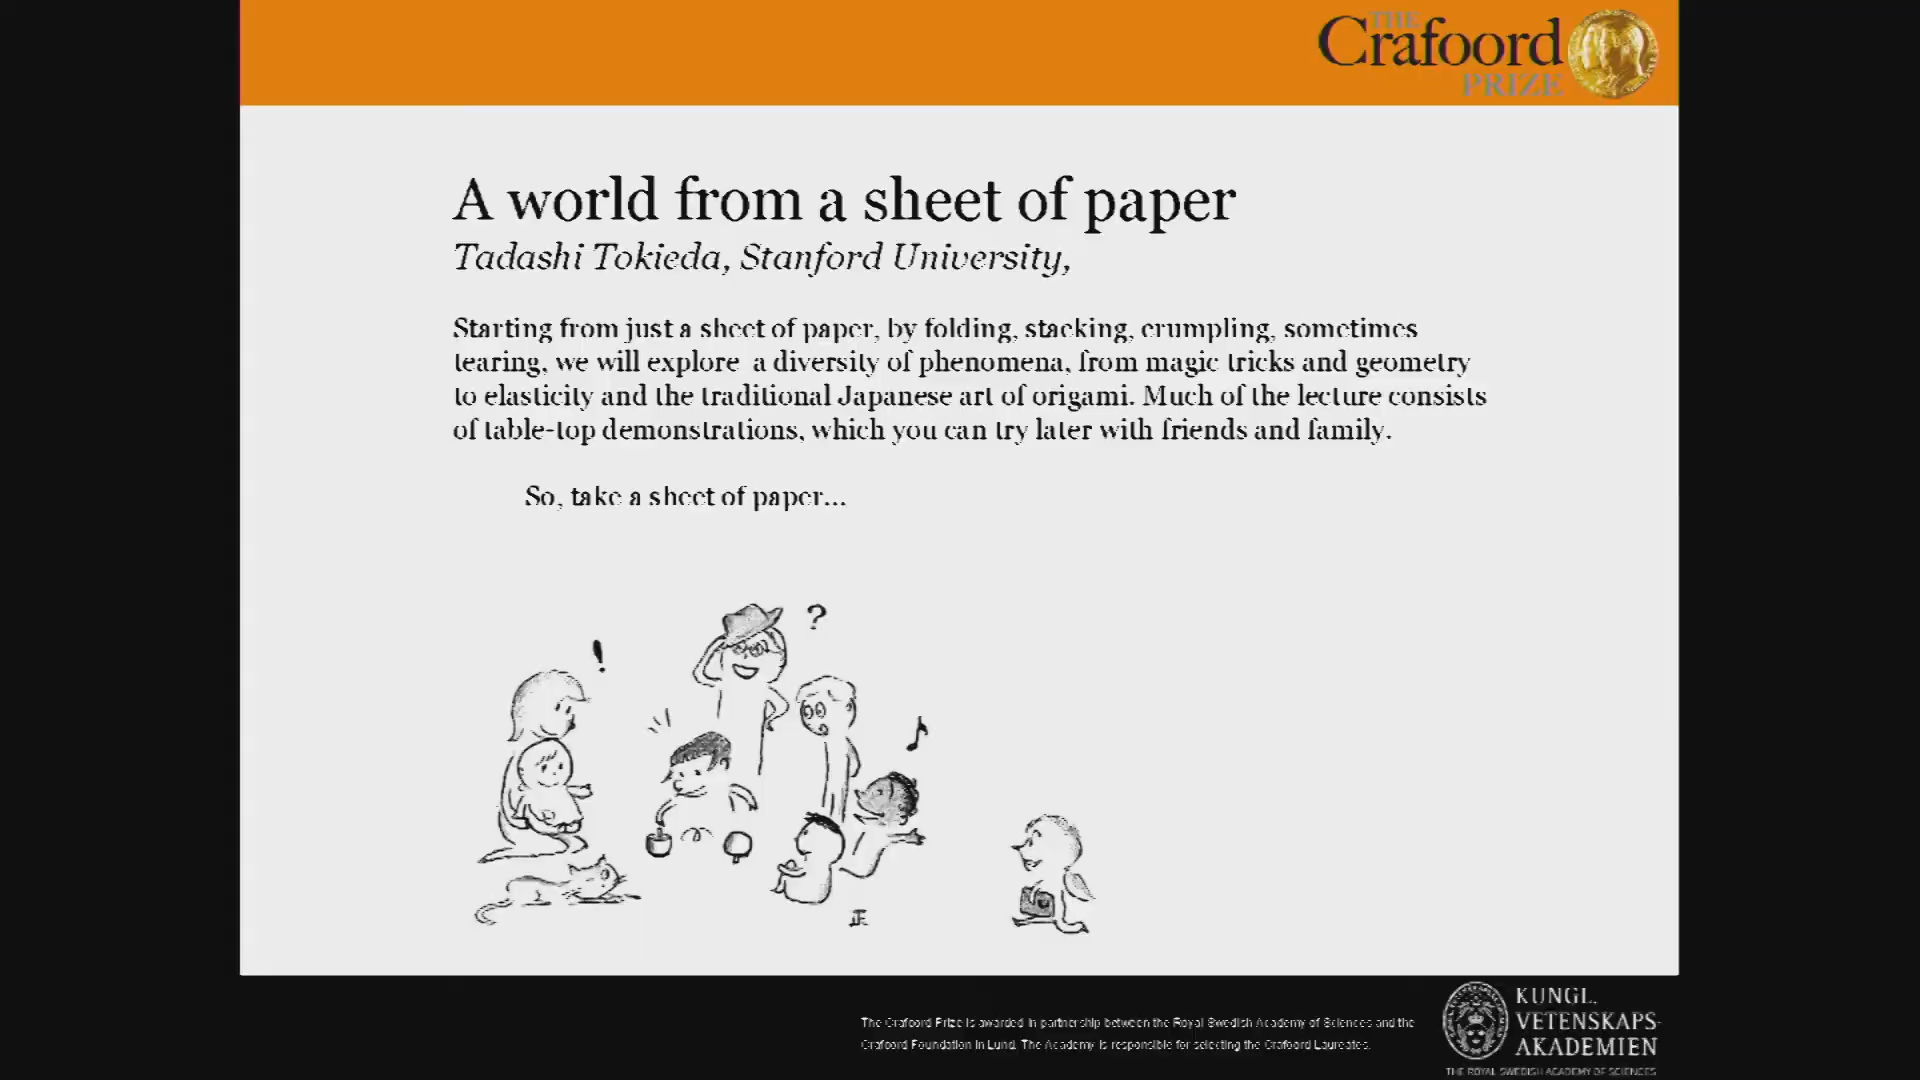 THE
Crafoord
PRIZE
A world from a sheet of paper
Tadashi Tokieda, Stanford University,
Starting from just a sheet of paper, by folding, stacking, crumpling, sometimes
tearing, we will explore a diversity of phenomena, from magic tricks and geometry
to elasticity and the traditional Japanese art of origami. Much of the lecture consists
of table-top demonstrations, which you can try later with friends and family.
So, take a sheet of paper...
?
!
正
The Crafoord Prize is awarded in partnership between the Royal Swedish Academy of Sciences and the
Crafoord Foundation in Lund. The Academy is responsible for selecting the Crafoord Laureates.
KUNGL.
VETENSKAPS-
AKADEMIEN
THE ROYAL SWEDISH ACADEMY OF SCIENCES